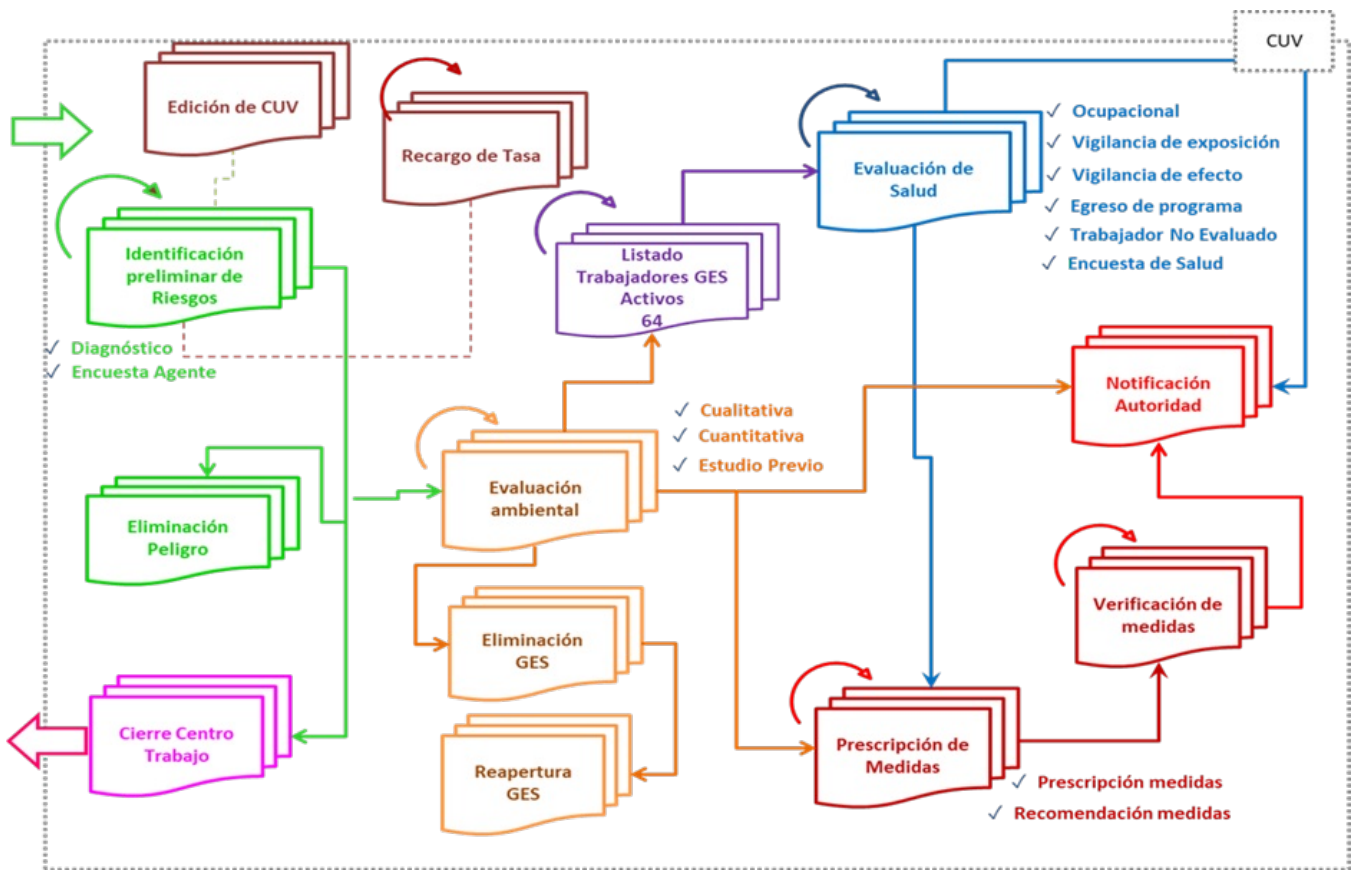 CUV
Edición de CUV
Recargo de Tasa
Evaluación de
Salud
✓ Ocupacional
✓ Vigilancia de exposición
✓ Vigilancia de efecto
✓ Egreso de programa
✓ Trabajador No Evaluado
✓ Encuesta de Salud
Identificación
preliminar de
Riesgos
✓ Diagnóstico
✓ Encuesta Agente
Listado
Trabajadores GES
Activos
64
Notificación
Autoridad
✓ Cualitativa
✓ Cuantitativa
✓ Estudio Previo
Evaluación
ambiental
Eliminación
Peligro
Eliminación
GES
Verificación de
medidas
Cierre Centro
Trabajo
Reapertura
GES
Prescripción de
Medidas
✓ Prescripción medidas
✓ Recomendación medidas